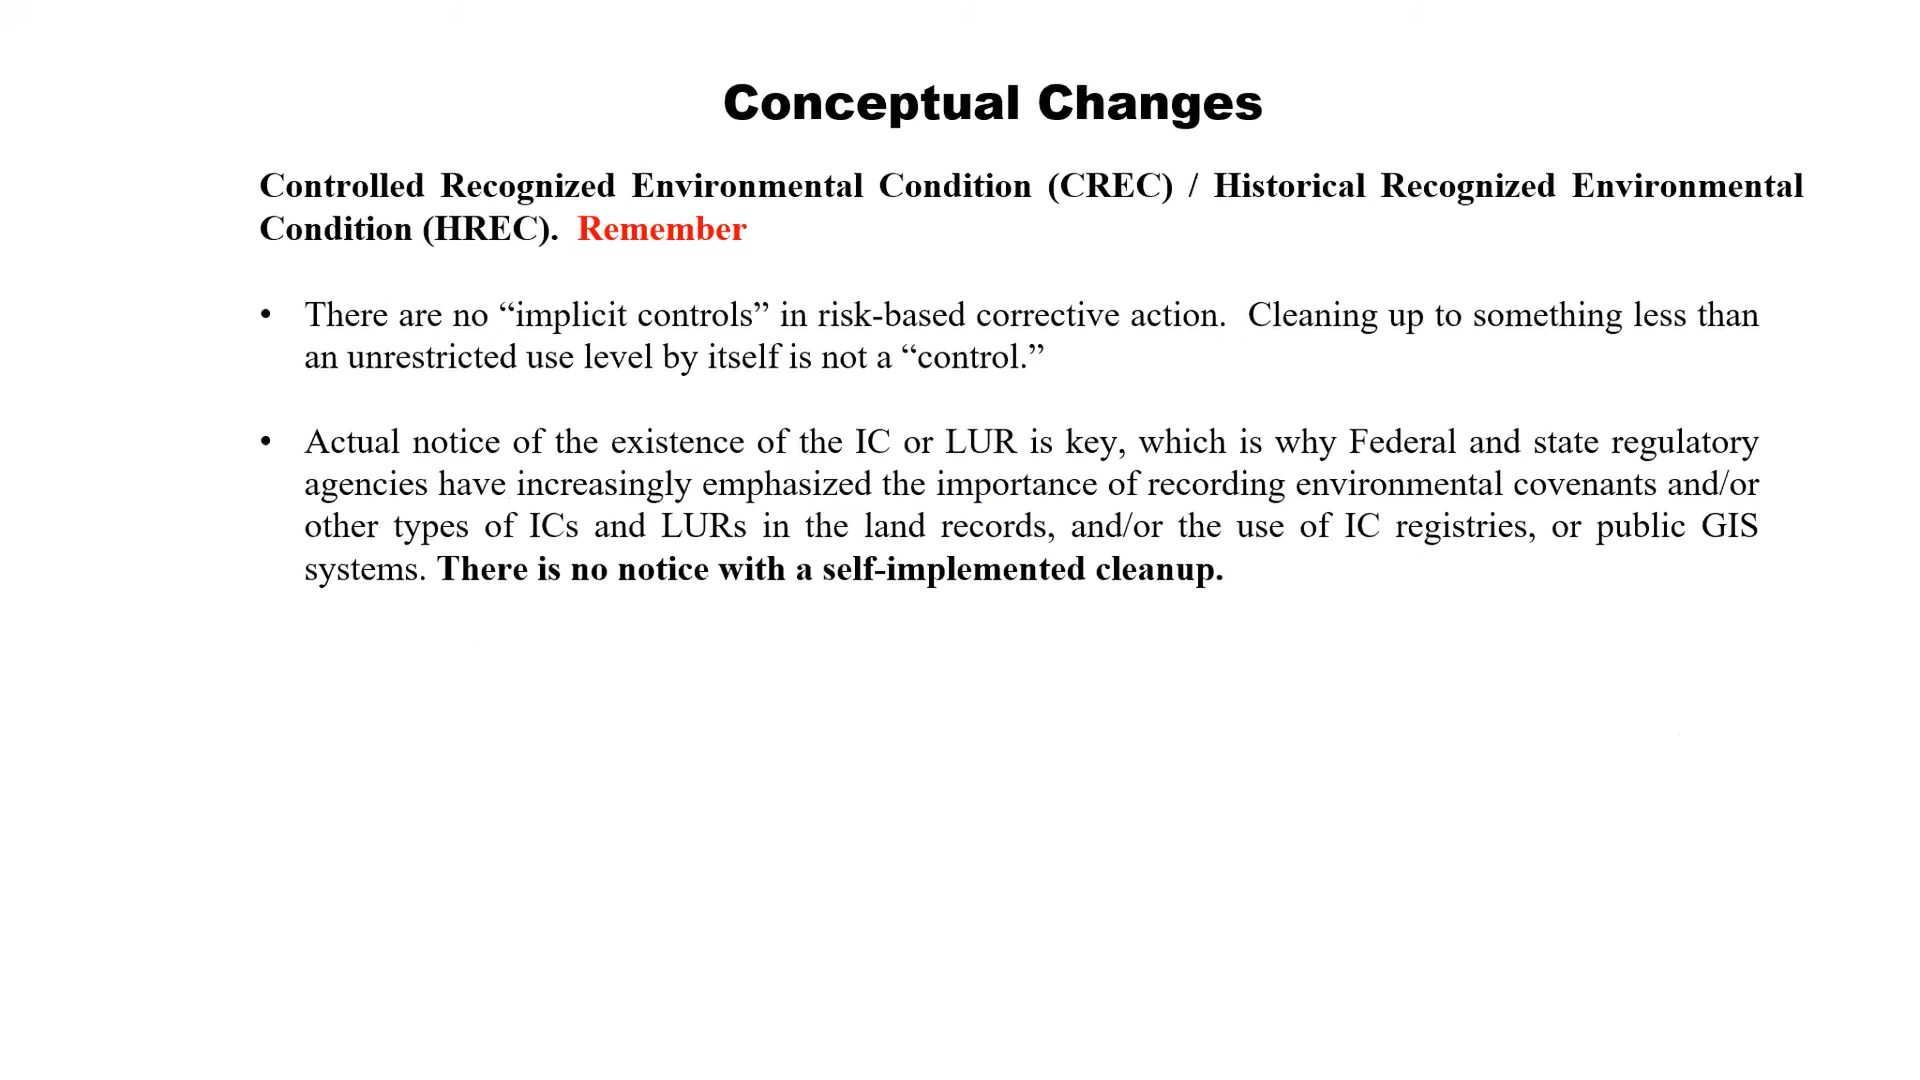 Conceptual Changes
Controlled Recognized Environmental Condition (CREC) / Historical Recognized Environmental
Condition (HREC). Remember
• There are no “implicit controls” in risk-based corrective action. Cleaning up to something less than
an unrestricted use level by itself is not a “control.”
• Actual notice of the existence of the IC or LUR is key, which is why Federal and state regulatory
agencies have increasingly emphasized the importance of recording environmental covenants and/or
other types of ICs and LURs in the land records, and/or the use of IC registries, or public GIS
systems. There is no notice with a self-implemented cleanup.